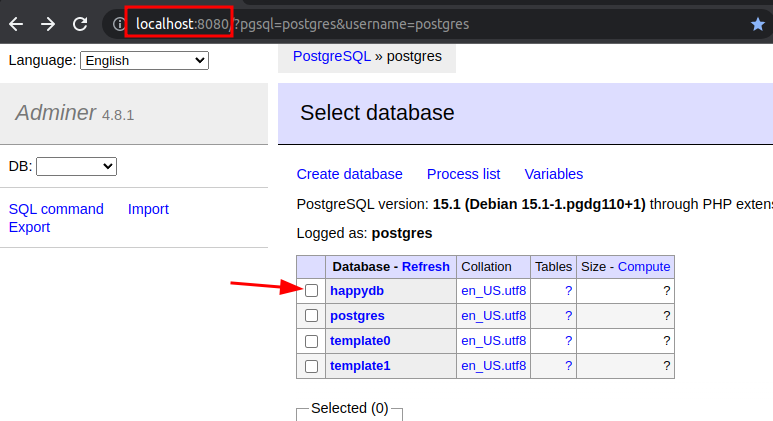 localhost:8080/?pgsql=postgres&username=postgres
Language: English
PostgreSQL » postgres
Adminer 4.8.1
Select database
DB:
Create database Process list Variables
SQL command Import
Export
PostgreSQL version: 15.1 (Debian 15.1-1.pgdg110+1) through PHP exten
Logged as: postgres
Database - Refresh Collation Tables Size - Compute
happydb en_US.utf8 ? ?
postgres en_US.utf8 ? ?
template0 en_US.utf8 ? ?
template1 en_US.utf8 ? ?
Selected (0)